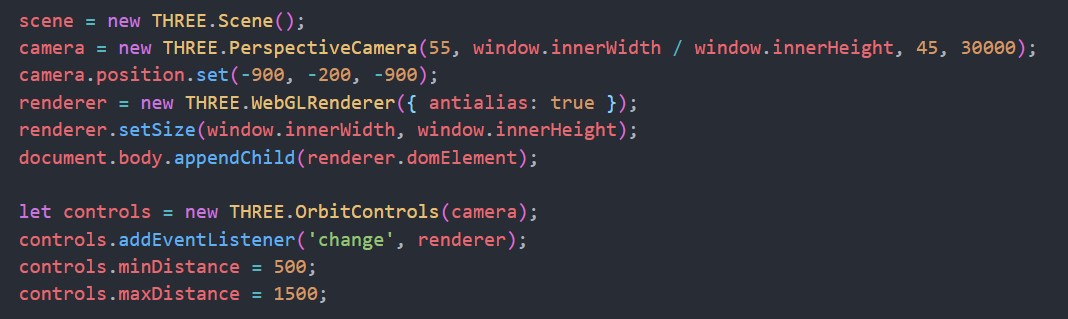 scene = new THREE.Scene();
camera = new THREE.PerspectiveCamera(55, window.innerWidth / window.innerHeight, 45, 30000);
camera.position.set(-900, -200, -900);
renderer = new THREE.WebGLRenderer({ antialias: true });
renderer.setSize(window.innerWidth, window.innerHeight);
document.body.appendChild(renderer.domElement);

let controls = new THREE.OrbitControls(camera);
controls.addEventListener('change', renderer);
controls.minDistance = 500;
controls.maxDistance = 1500;